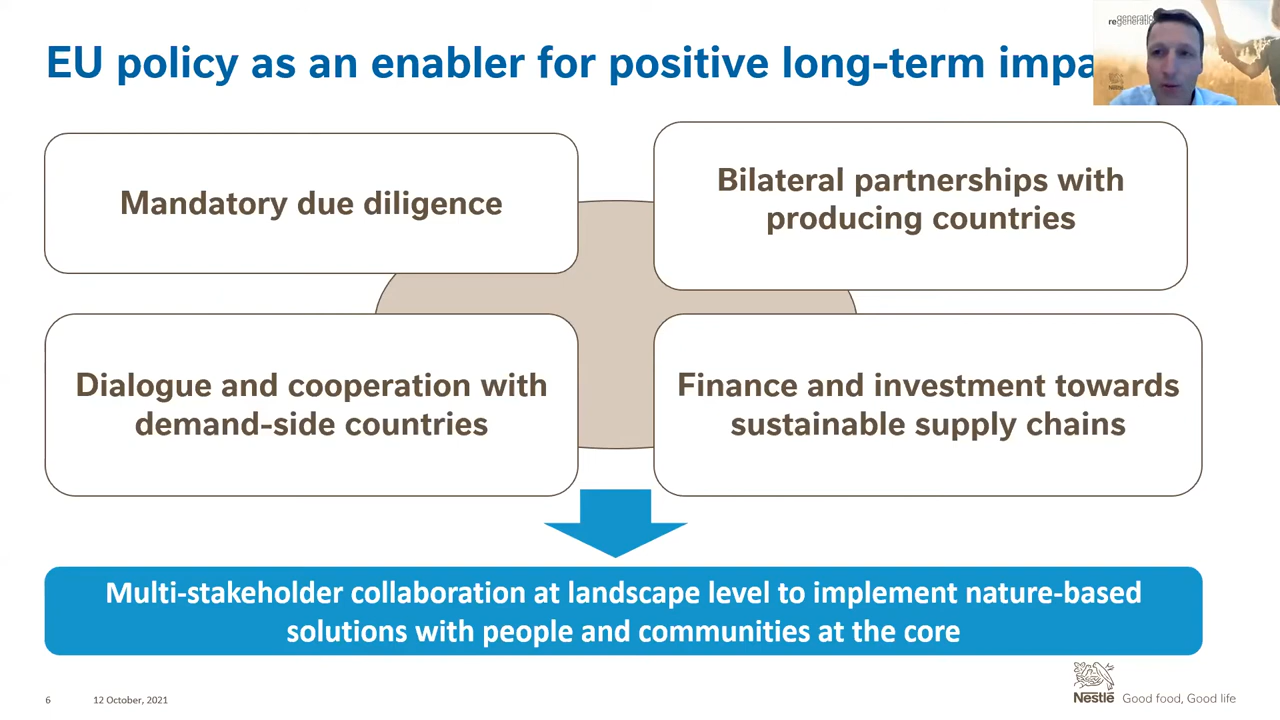 EU policy as an enabler for positive long-term impa
generation
regeneration
Nestlé
Mandatory due diligence
Bilateral partnerships with
producing countries
Dialogue and cooperation with
demand-side countries
Finance and investment towards
sustainable supply chains
Multi-stakeholder collaboration at landscape level to implement nature-based
solutions with people and communities at the core
6
12 October, 2021
Nestlé Good food, Good life